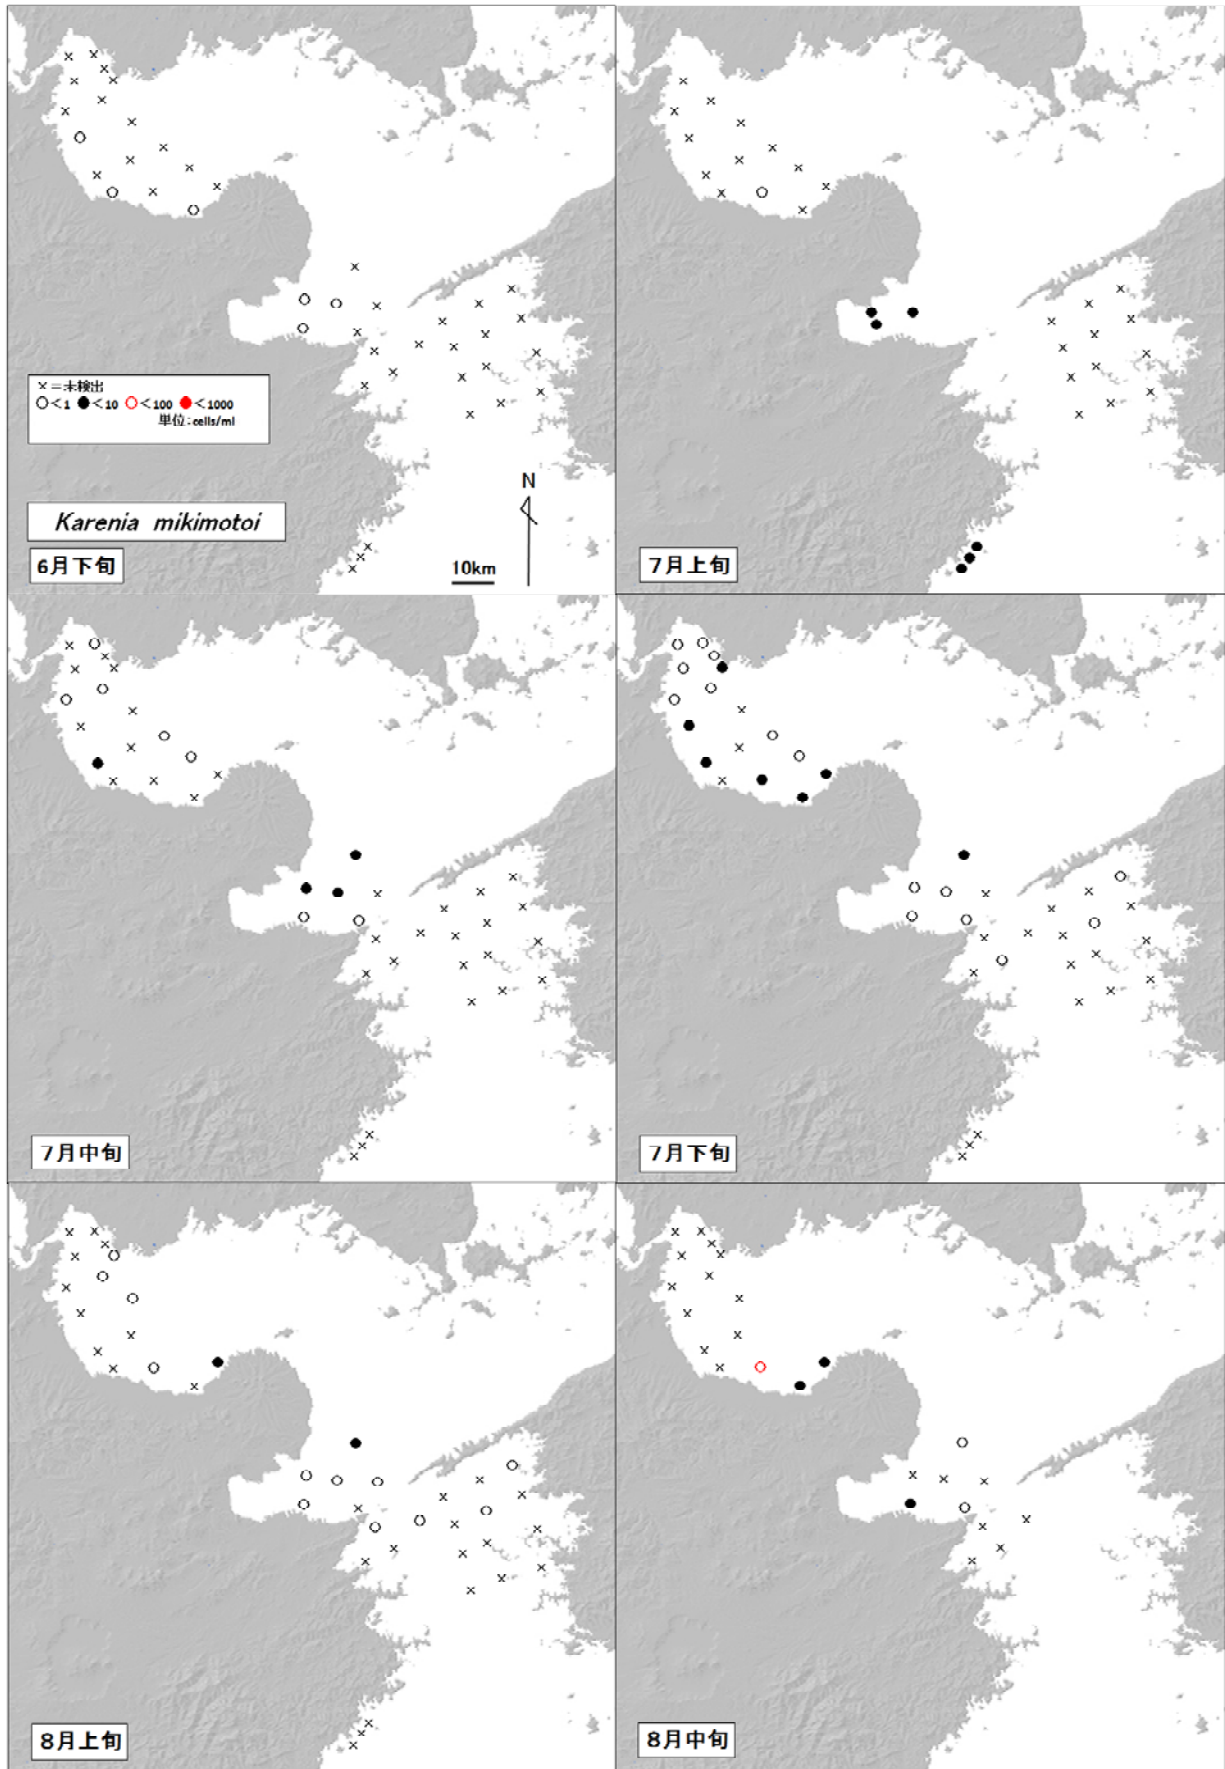 ×=未検出
○<1 ●<10 ○<100 ●<1000
単位:cells/ml
Karenia mikimotoi
6月下旬
N
10km
7月上旬
7月中旬
7月下旬
8月上旬
8月中旬